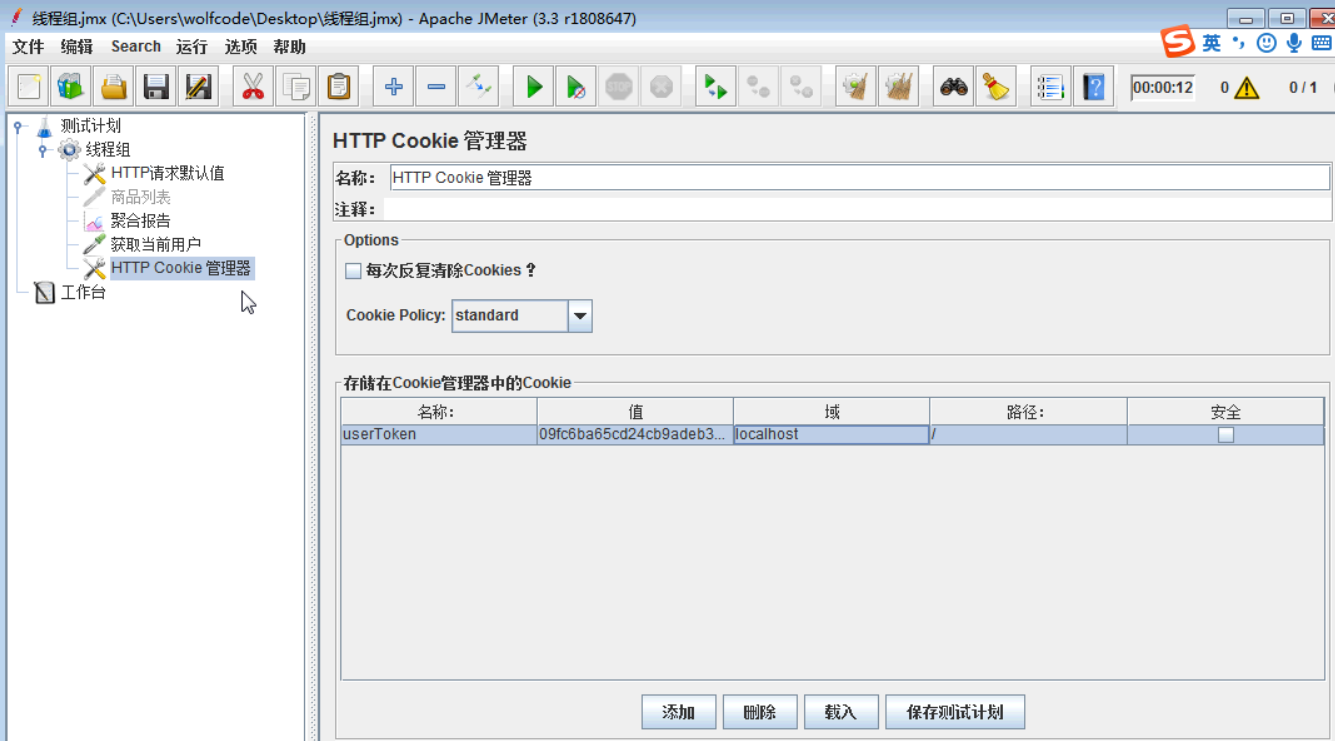 线程组.jmx (C:\Users\wolfcode\Desktop\线程组.jmx) - Apache JMeter (3.3 r1808647)
文件 编辑 Search 运行 选项 帮助
英
STOP
00:00:12 0 0 / 1
测试计划
线程组
HTTP请求默认值
商品列表
聚合报告
获取当前用户
HTTP Cookie 管理器
工作台
HTTP Cookie 管理器
名称: HTTP Cookie 管理器
注释:
Options
每次反复清除Cookies ?
Cookie Policy: standard
存储在Cookie管理器中的Cookie
名称: 值 域 路径: 安全
userToken 09fc6ba65cd24cb9adeb3... localhost /
添加 删除 载入 保存测试计划